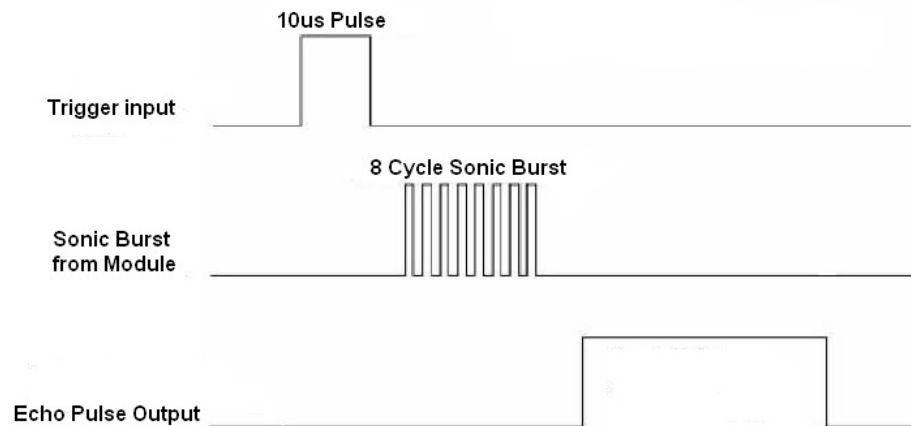 10us Pulse
Trigger input
8 Cycle Sonic Burst
Sonic Burst
from Module
Echo Pulse Output